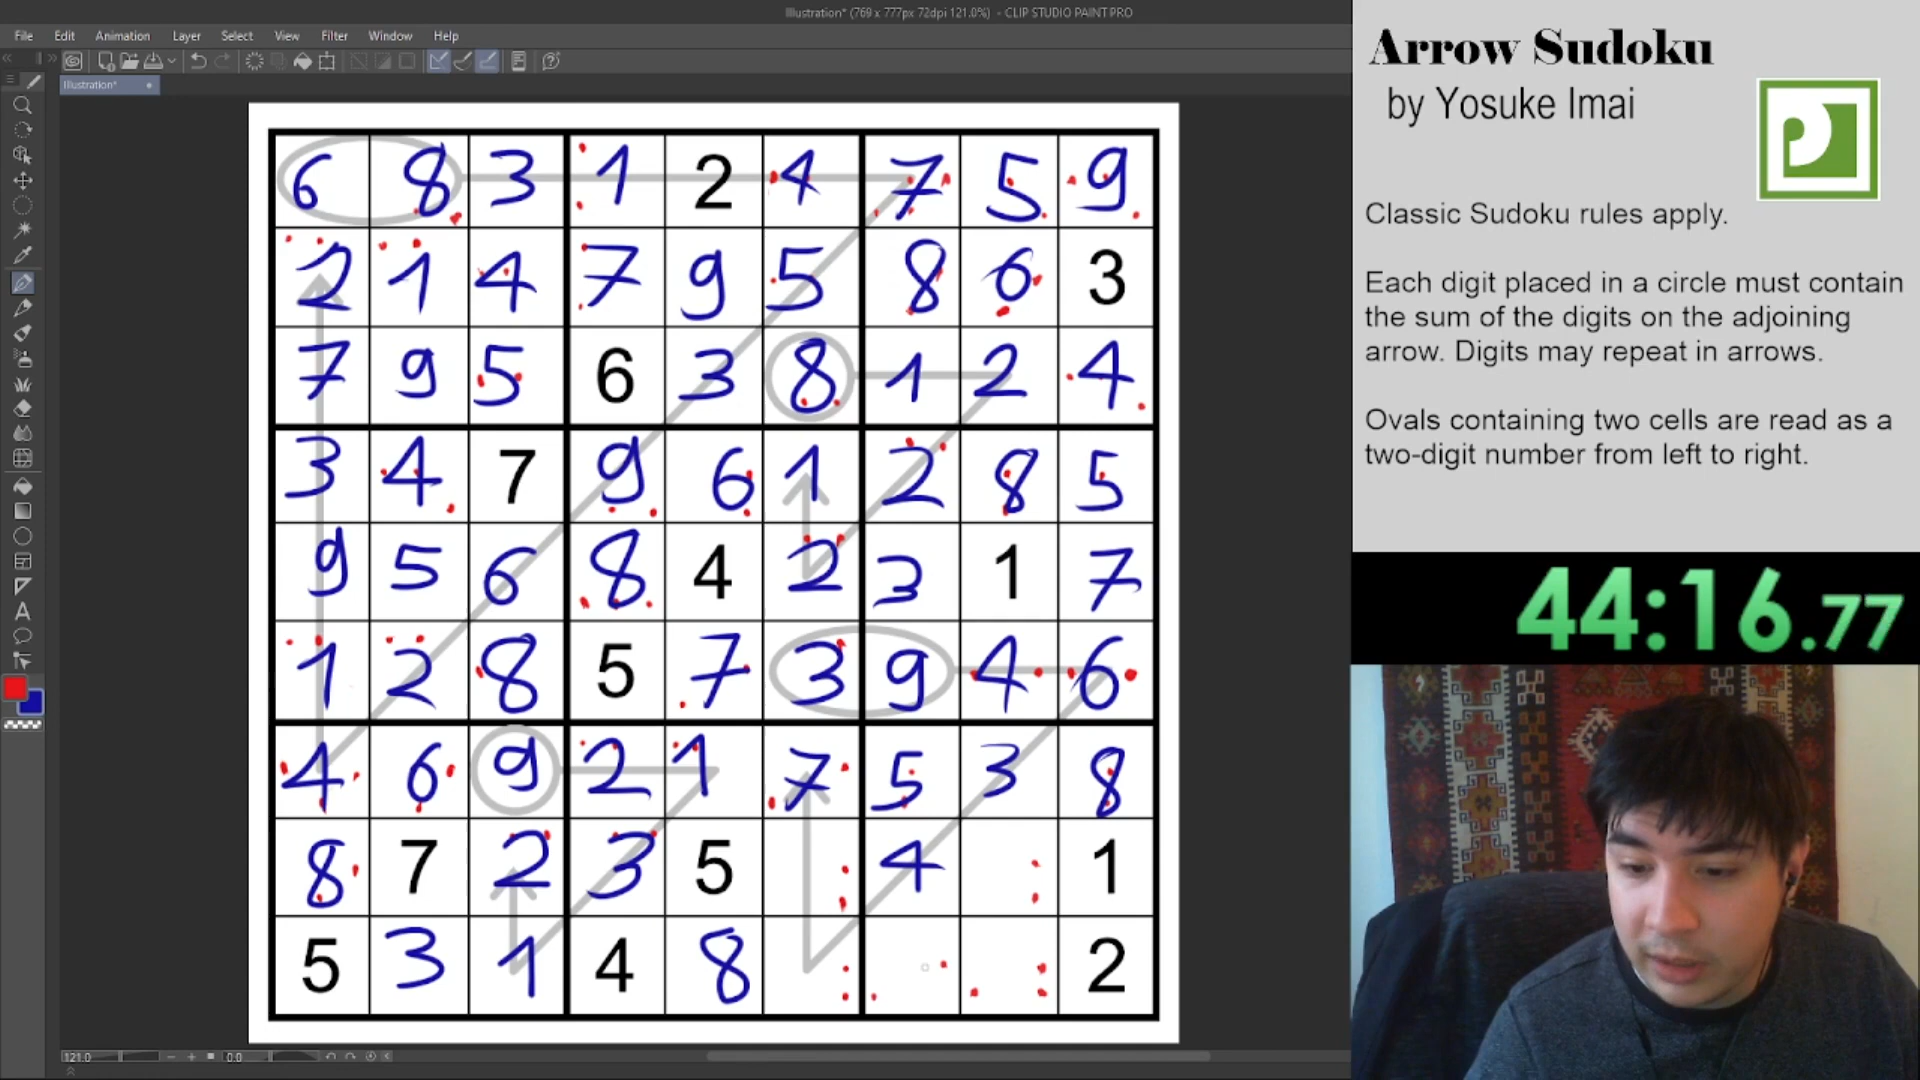 Illustration* (769 x 777px 72dpi 121.0%) - CLIP STUDIO PAINT PRO
File Edit Animation Layer Select View Filter Window Help
Illustration*
6 8 3 1 2 4 7 5 9
2 1 4 7 9 5 8 6 3
7 9 5 6 3 8 1 2 4
3 4 7 9 6 1 2 8 5
9 5 6 8 4 2 3 1 7
1 2 8 5 7 3 9 4 6
4 6 9 2 1 7 5 3 8
8 7 2 3 5 4 1
5 3 1 4 8 2
121.0 0.0
Arrow Sudoku
by Yosuke Imai
Classic Sudoku rules apply.
Each digit placed in a circle must contain
the sum of the digits on the adjoining
arrow. Digits may repeat in arrows.
Ovals containing two cells are read as a
two-digit number from left to right.
44:16.77